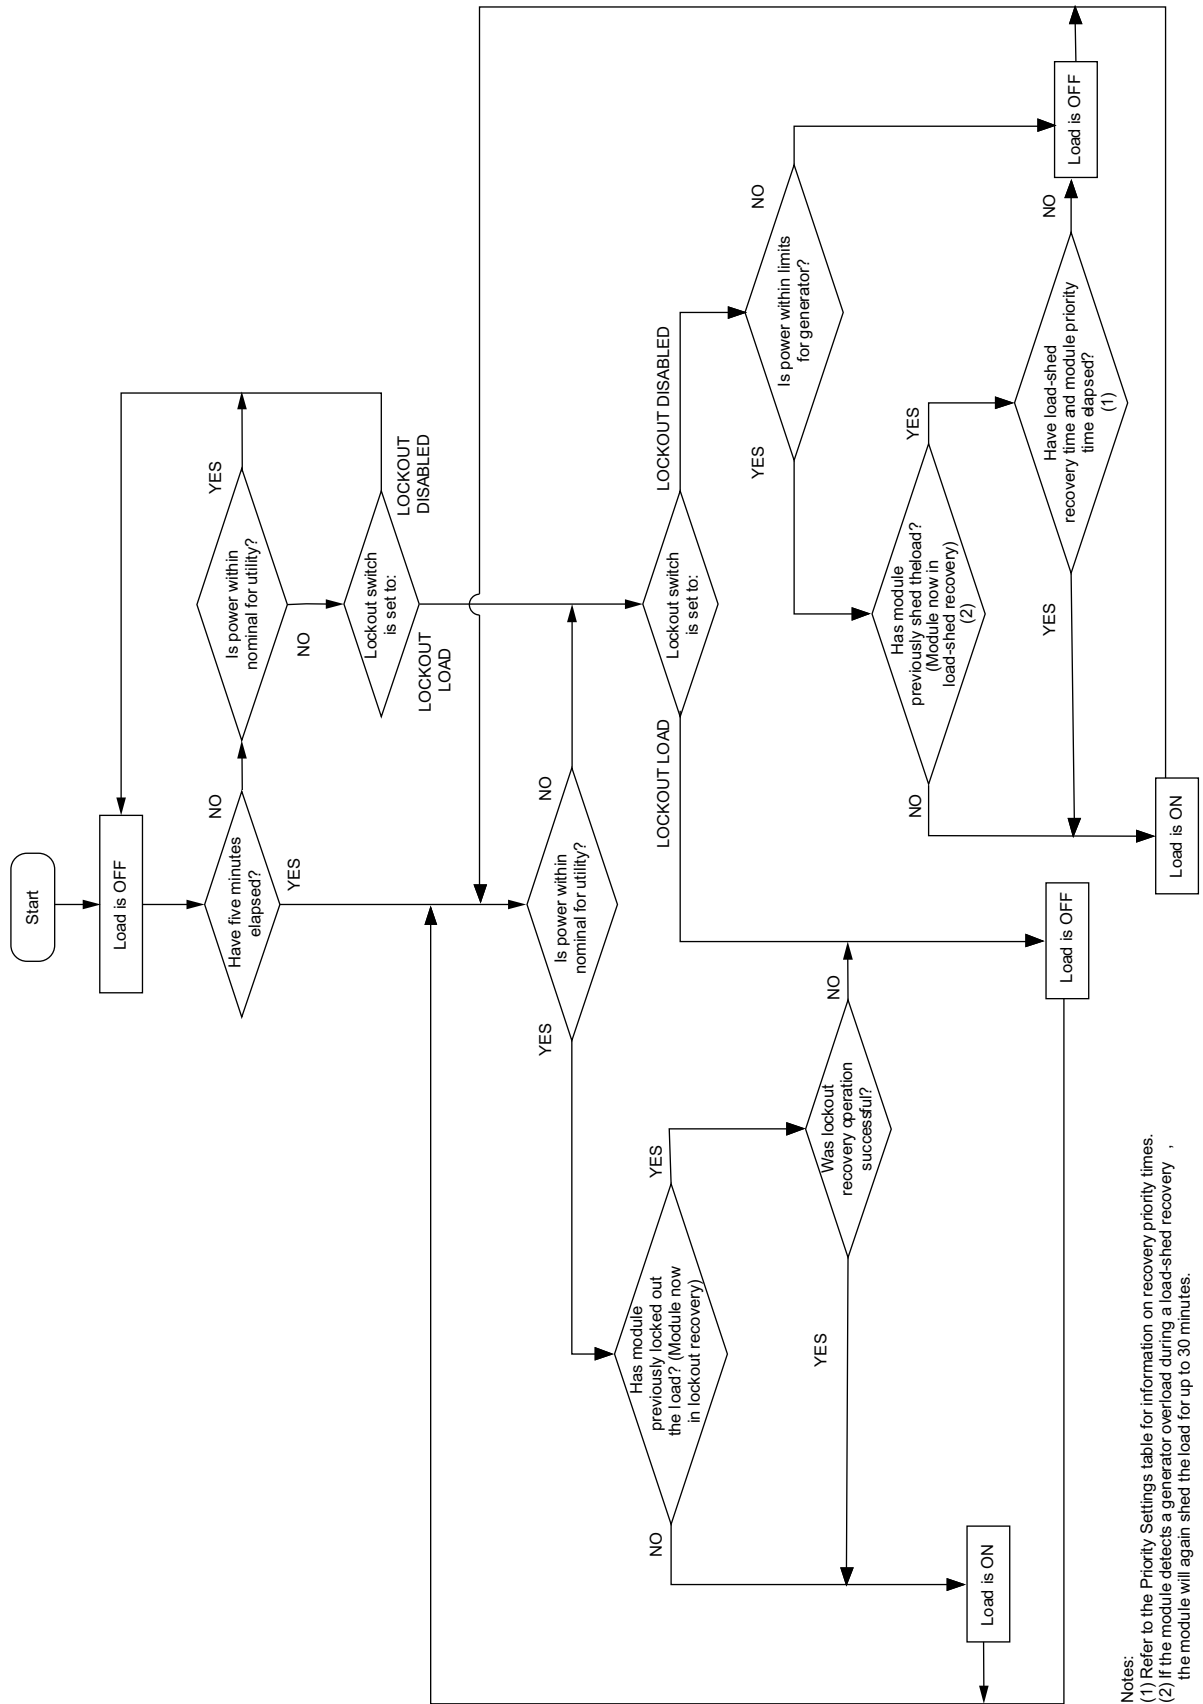 Start
Load is OFF
Have five minutes
elapsed?
NO
YES
Is power within
nominal for utility?
YES
NO
Lockout switch
is set to:
LOCKOUT
DISABLED
LOCKOUT
LOAD
Is power within
nominal for utility?
YES
NO
Has module
previously locked out
the load? (Module now
in lockout recovery)
NO
YES
Was lockout
recovery operation
successful?
YES
NO
Load is ON
Load is OFF
Lockout switch
is set to:
LOCKOUT LOAD
LOCKOUT DISABLED
Is power within limits
for generator?
YES
NO
Has module
previously shed the load?
(Module now in
load-shed recovery)
(2)
NO
YES
Have load-shed
recovery time and module priority
time elapsed?
(1)
YES
NO
Load is OFF
Load is ON
Notes:
(1) Refer to the Priority Settings table for information on recovery priority times.
(2) If the module detects a generator overload during a load-shed recovery ,
the module will again shed the load for up to 30 minutes.